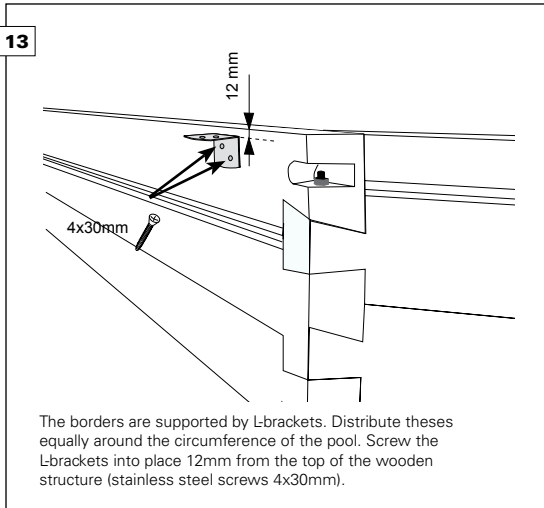 13
12 mm
4x30mm
The borders are supported by L-brackets. Distribute theses
equally around the circumference of the pool. Screw the
L-brackets into place 12mm from the top of the wooden
structure (stainless steel screws 4x30mm).